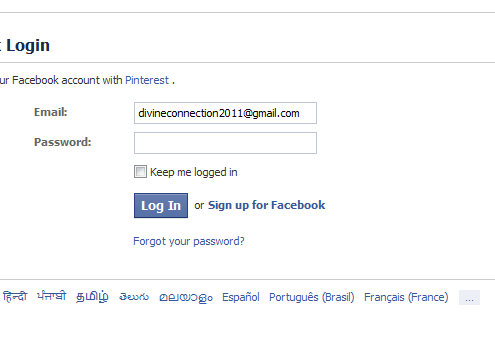 Login
Facebook account with Pinterest .
Email: divineconnection2011@gmail.com
Password:
Keep me logged in
Log In or Sign up for Facebook
Forgot your password?
हिन्दी ਪੰਜਾਬੀ தமிழ் తెలుగు മലയാളം Español Português (Brasil) Français (France) ...